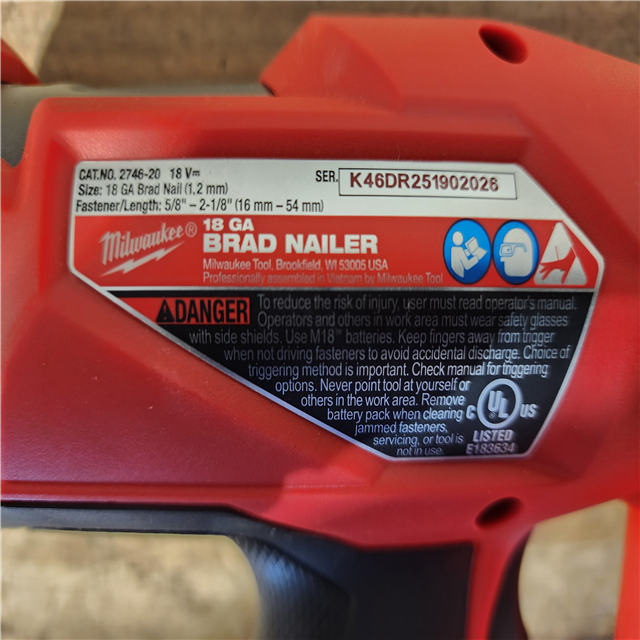 CAT.NO. 2746-20 18 V⎓
SER. K46DR251902028
Size: 18 GA Brad Nail (1,2 mm)
Fastener/Length: 5/8" – 2-1/8" (16 mm – 54 mm)
Milwaukee®
18 GA
BRAD NAILER
Milwaukee Tool, Brookfield, WI 53005 USA
Professionally assembled in Vietnam by Milwaukee Tool
DANGER To reduce the risk of injury, user must read operator's manual.
Operators and others in work area must wear safety glasses
with side shields. Use M18™ batteries. Keep fingers away from trigger
when not driving fasteners to avoid accidental discharge. Choice of
triggering method is important. Check manual for triggering
options. Never point tool at yourself or
others in the work area. Remove
battery pack when clearing
jammed fasteners,
servicing, or tool is
not in use.
C UL US
LISTED
E183634